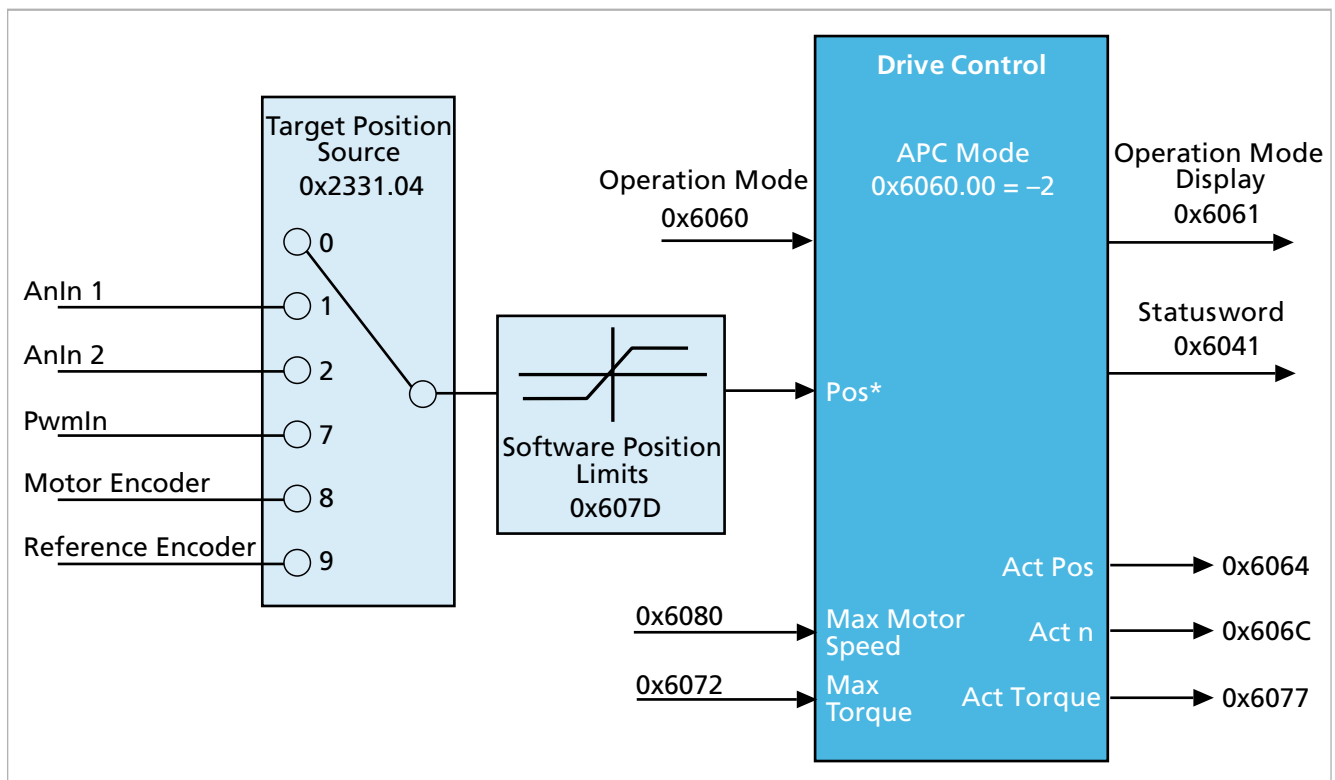 Target Position
Source
0x2331.04
0
1
2
7
8
9
AnIn 1
AnIn 2
PwmIn
Motor Encoder
Reference Encoder
Software Position
Limits
0x607D
Operation Mode
0x6060
0x6080
0x6072
Drive Control
APC Mode
0x6060.00 = –2
Pos*
Max Motor
Speed
Max
Torque
Act Pos
Act n
Act Torque
Operation Mode
Display
0x6061
Statusword
0x6041
0x6064
0x606C
0x6077